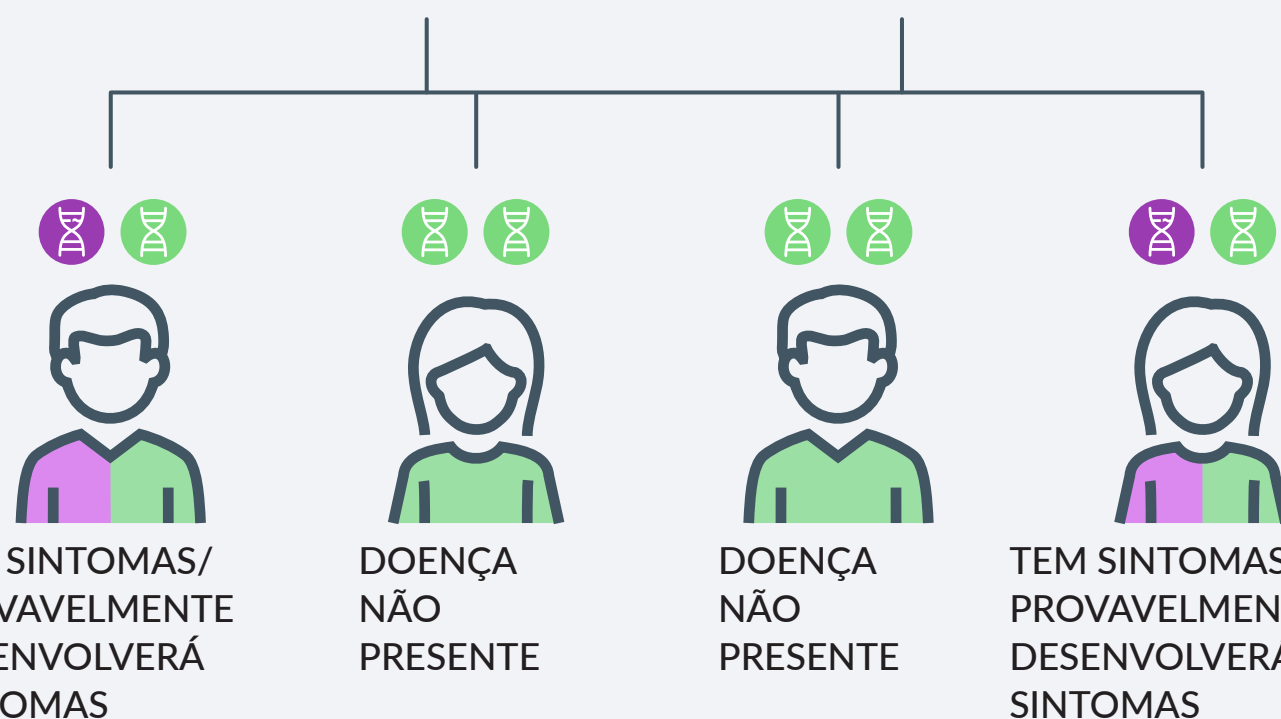 SINTOMAS/
VAVELMENTE
ENVOLVERÁ
OMAS
DOENÇA
NÃO
PRESENTE
DOENÇA
NÃO
PRESENTE
TEM SINTOMAS
PROVAVELMEN
DESENVOLVERÁ
SINTOMAS